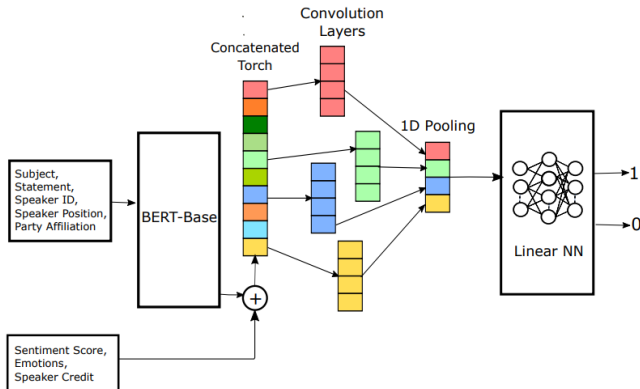 Convolution
Layers
Concatenated
Torch
1D Pooling
Subject,
Statement,
Speaker ID,
Speaker Position,
Party Affiliation
BERT-Base
+
Sentiment Score,
Emotions,
Speaker Credit
Linear NN
1
0